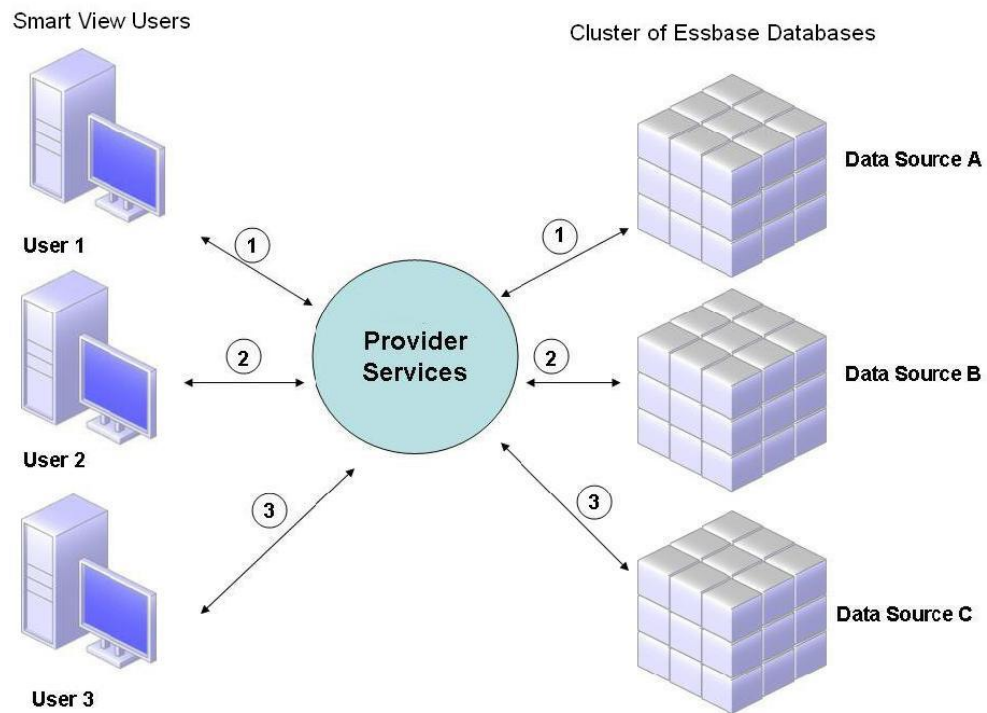 Smart View Users
Cluster of Essbase Databases
User 1
1
1
Data Source A
User 2
2
Provider
Services
2
Data Source B
User 3
3
3
Data Source C